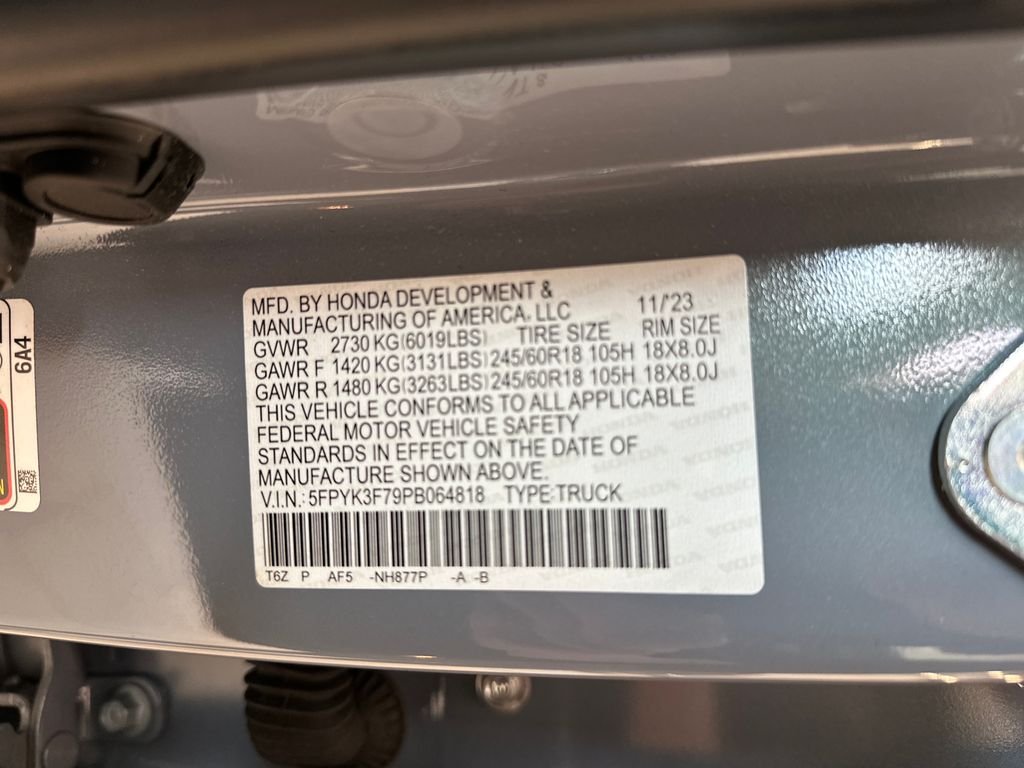 MFD. BY HONDA DEVELOPMENT &
MANUFACTURING OF AMERICA, LLC 11/'23
GVWR 2730 KG(6019LBS) TIRE SIZE RIM SIZE
GAWR F 1420 KG(3131LBS)245/60R18 105H 18X8.0J
GAWR R 1480 KG(3263LBS)245/60R18 105H 18X8.0J
THIS VEHICLE CONFORMS TO ALL APPLICABLE
FEDERAL MOTOR VEHICLE SAFETY
STANDARDS IN EFFECT ON THE DATE OF
MANUFACTURE SHOWN ABOVE.
V.I.N.: 5FPYK3F79PB064818 TYPE:TRUCK
T6Z P AF5 -NH877P -A -B
6A4